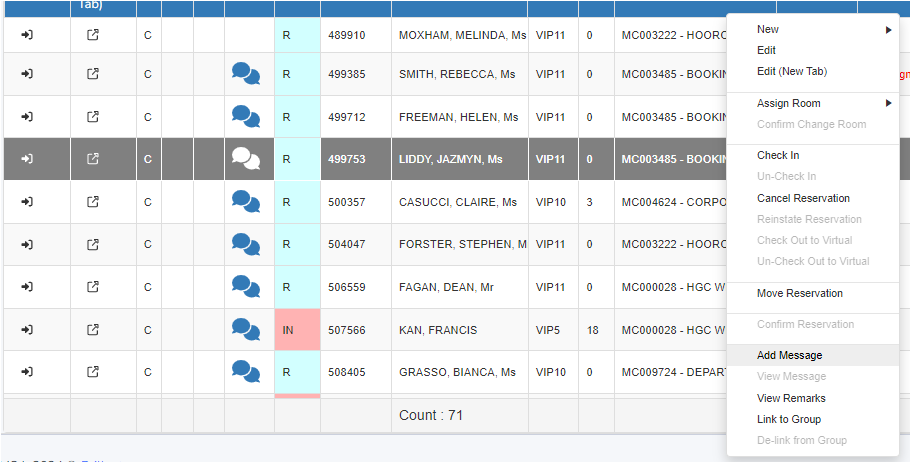 Tab)
C R 489910 MOXHAM, MELINDA, Ms VIP11 0 MC003222 - HOORO
C R 499385 SMITH, REBECCA, Ms VIP11 0 MC003485 - BOOKIN
C R 499712 FREEMAN, HELEN, Ms VIP11 0 MC003485 - BOOKIN
C R 499753 LIDDY, JAZMYN, Ms VIP11 0 MC003485 - BOOKIN
C R 500357 CASUCCI, CLAIRE, Ms VIP10 3 MC004624 - CORPO
C R 504047 FORSTER, STEPHEN, M VIP11 0 MC003222 - HOORO
C R 506559 FAGAN, DEAN, Mr VIP11 0 MC000028 - HGC W
C IN 507566 KAN, FRANCIS VIP5 18 MC000028 - HGC W
C R 508405 GRASSO, BIANCA, Ms VIP10 0 MC009724 - DEPAR
Count : 71
New
Edit
Edit (New Tab)
Assign Room
Confirm Change Room
Check In
Un-Check In
Cancel Reservation
Reinstate Reservation
Check Out to Virtual
Un-Check Out to Virtual
Move Reservation
Confirm Reservation
Add Message
View Message
View Remarks
Link to Group
De-link from Group